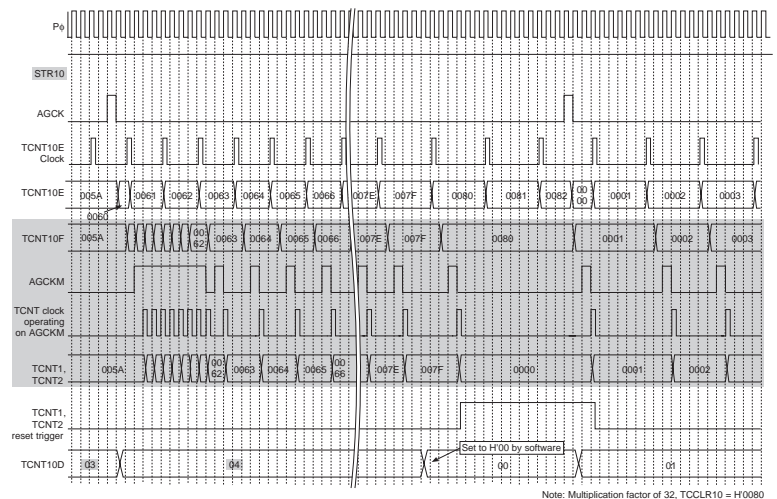 Pφ
STR10
AGCK
TCNT10E
Clock
TCNT10E 005A 0061 0062 0063 0064 0065 0066 007E 007F 0080 0081 0082 00 00 0001 0002 0003
0060
TCNT10F 005A 00 62 0063 0064 0065 0066 007E 007F 0080 0001 0002 0003
AGCKM
TCNT clock
operating
on AGCKM
TCNT1,
TCNT2 005A 00 62 0063 0064 0065 00 66 007E 007F 0000 0001 0002
TCNT1,
TCNT2
reset trigger
Set to H'00 by software
TCNT10D 03 04 00 01
Note: Multiplication factor of 32, TCCLR10 = H'0080